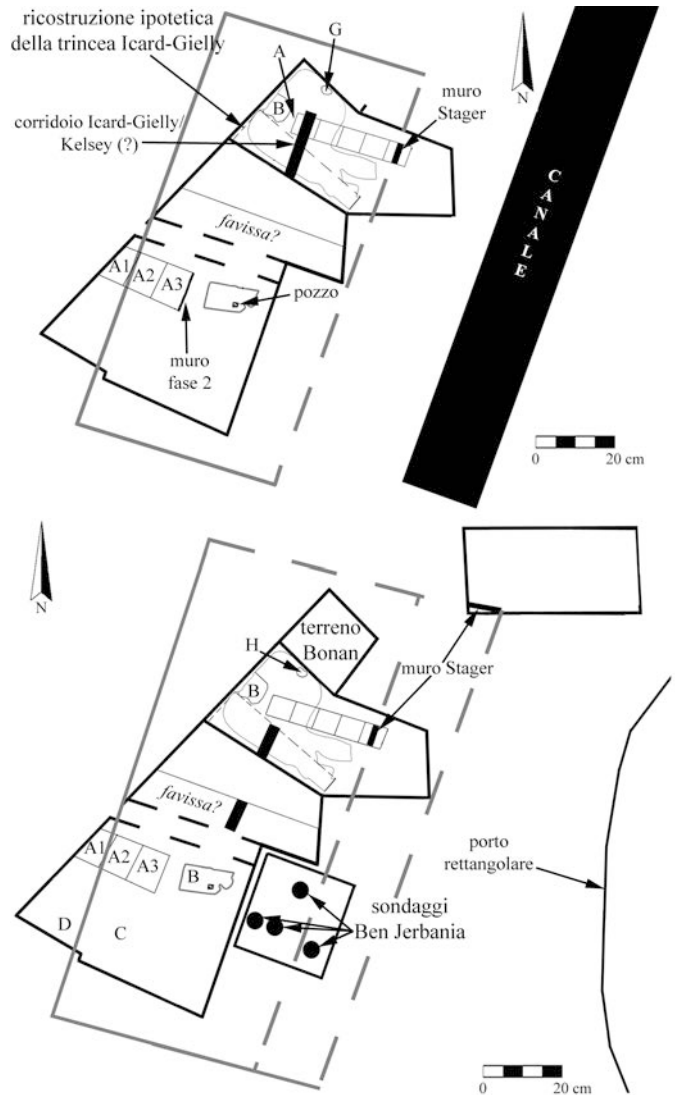 ricostruzione ipotetica
della trincea Icard-Gielly
A
G
B
muro
Stager
corridoio Icard-Gielly/
Kelsey (?)
favissa?
A1
A2
A3
pozzo
muro
fase 2
N
CANALE
0
20 cm
N
terreno
Bonan
H
B
muro Stager
favissa?
A1
A2
A3
B
porto
rettangolare
sondaggi
Ben Jerbania
D
C
0
20 cm